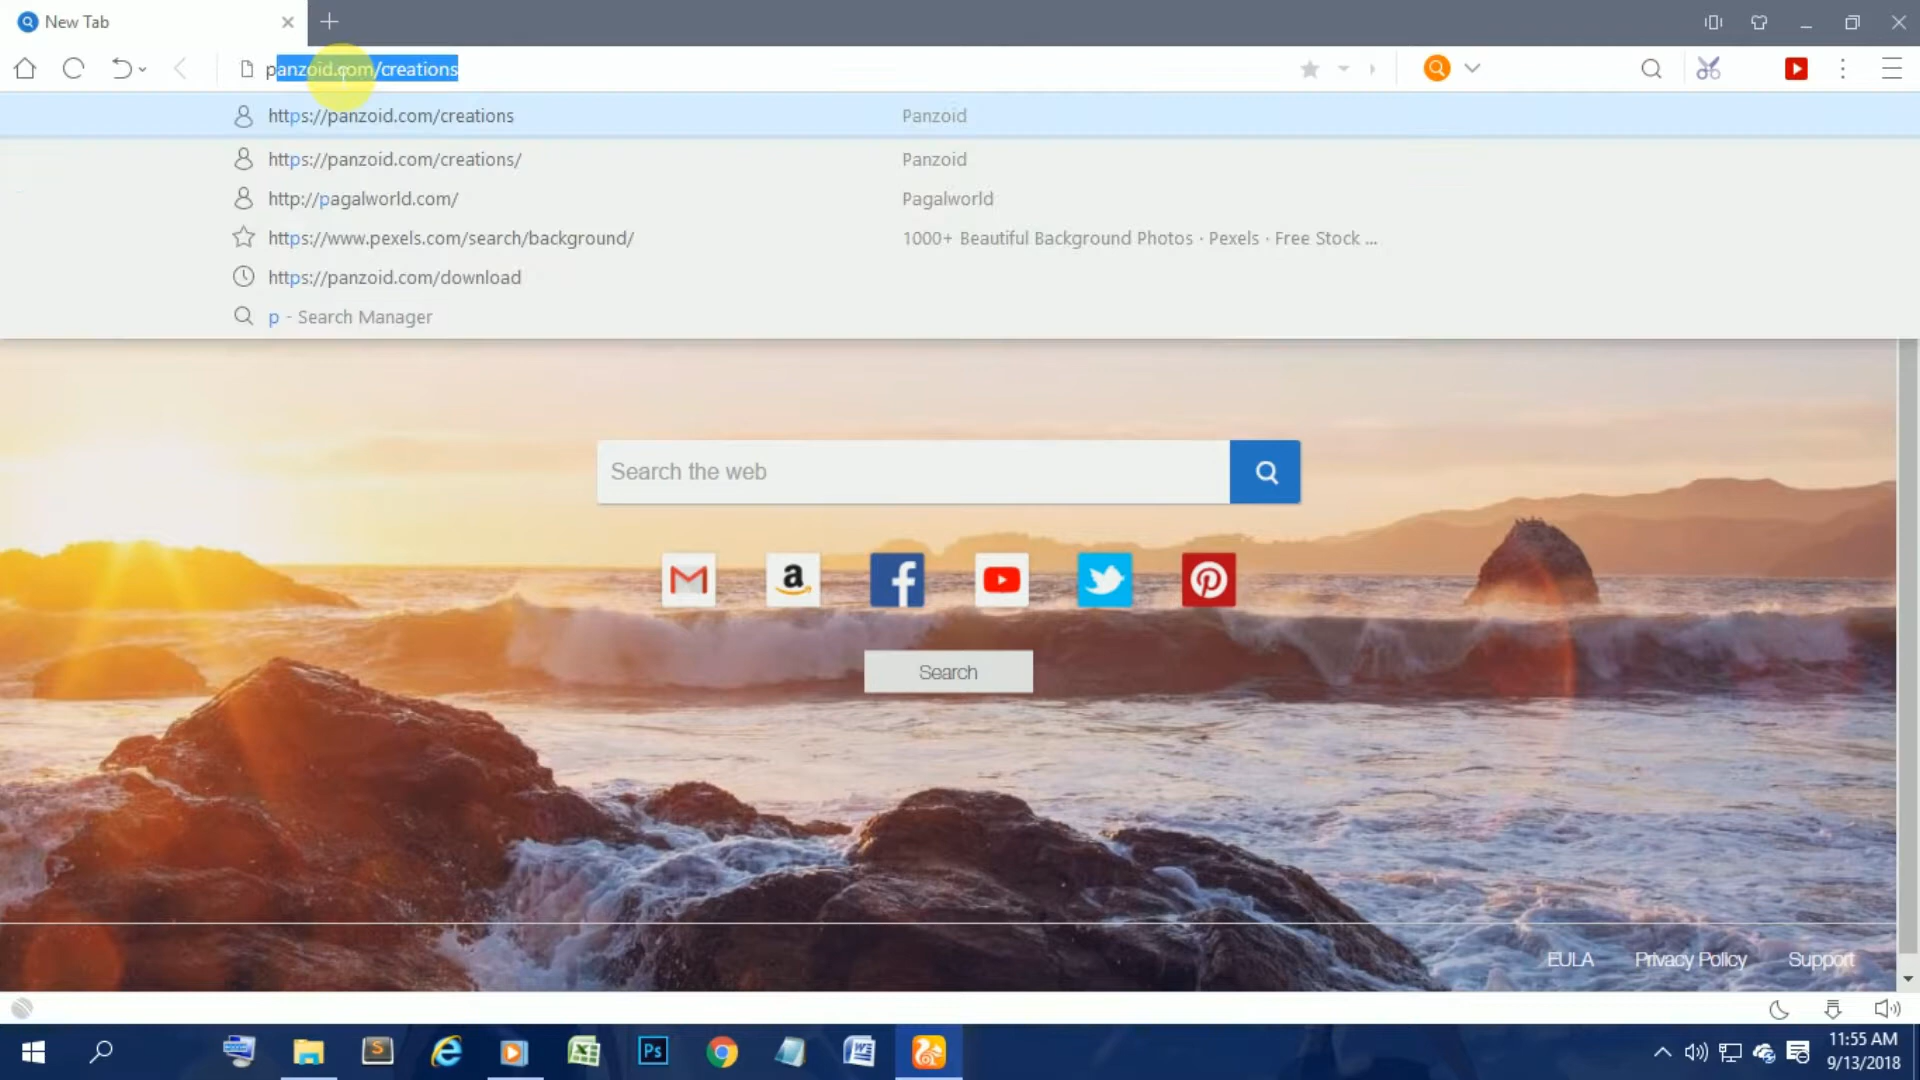 New Tab
panzoid.com/creations
https://panzoid.com/creations Panzoid
https://panzoid.com/creations/ Panzoid
http://pagalworld.com/ Pagalworld
https://www.pexels.com/search/background/ 1000+ Beautiful Background Photos · Pexels · Free Stock ...
https://panzoid.com/download
p - Search Manager
Search the web
Search
EULA Privacy Policy Support
11:55 AM
9/13/2018